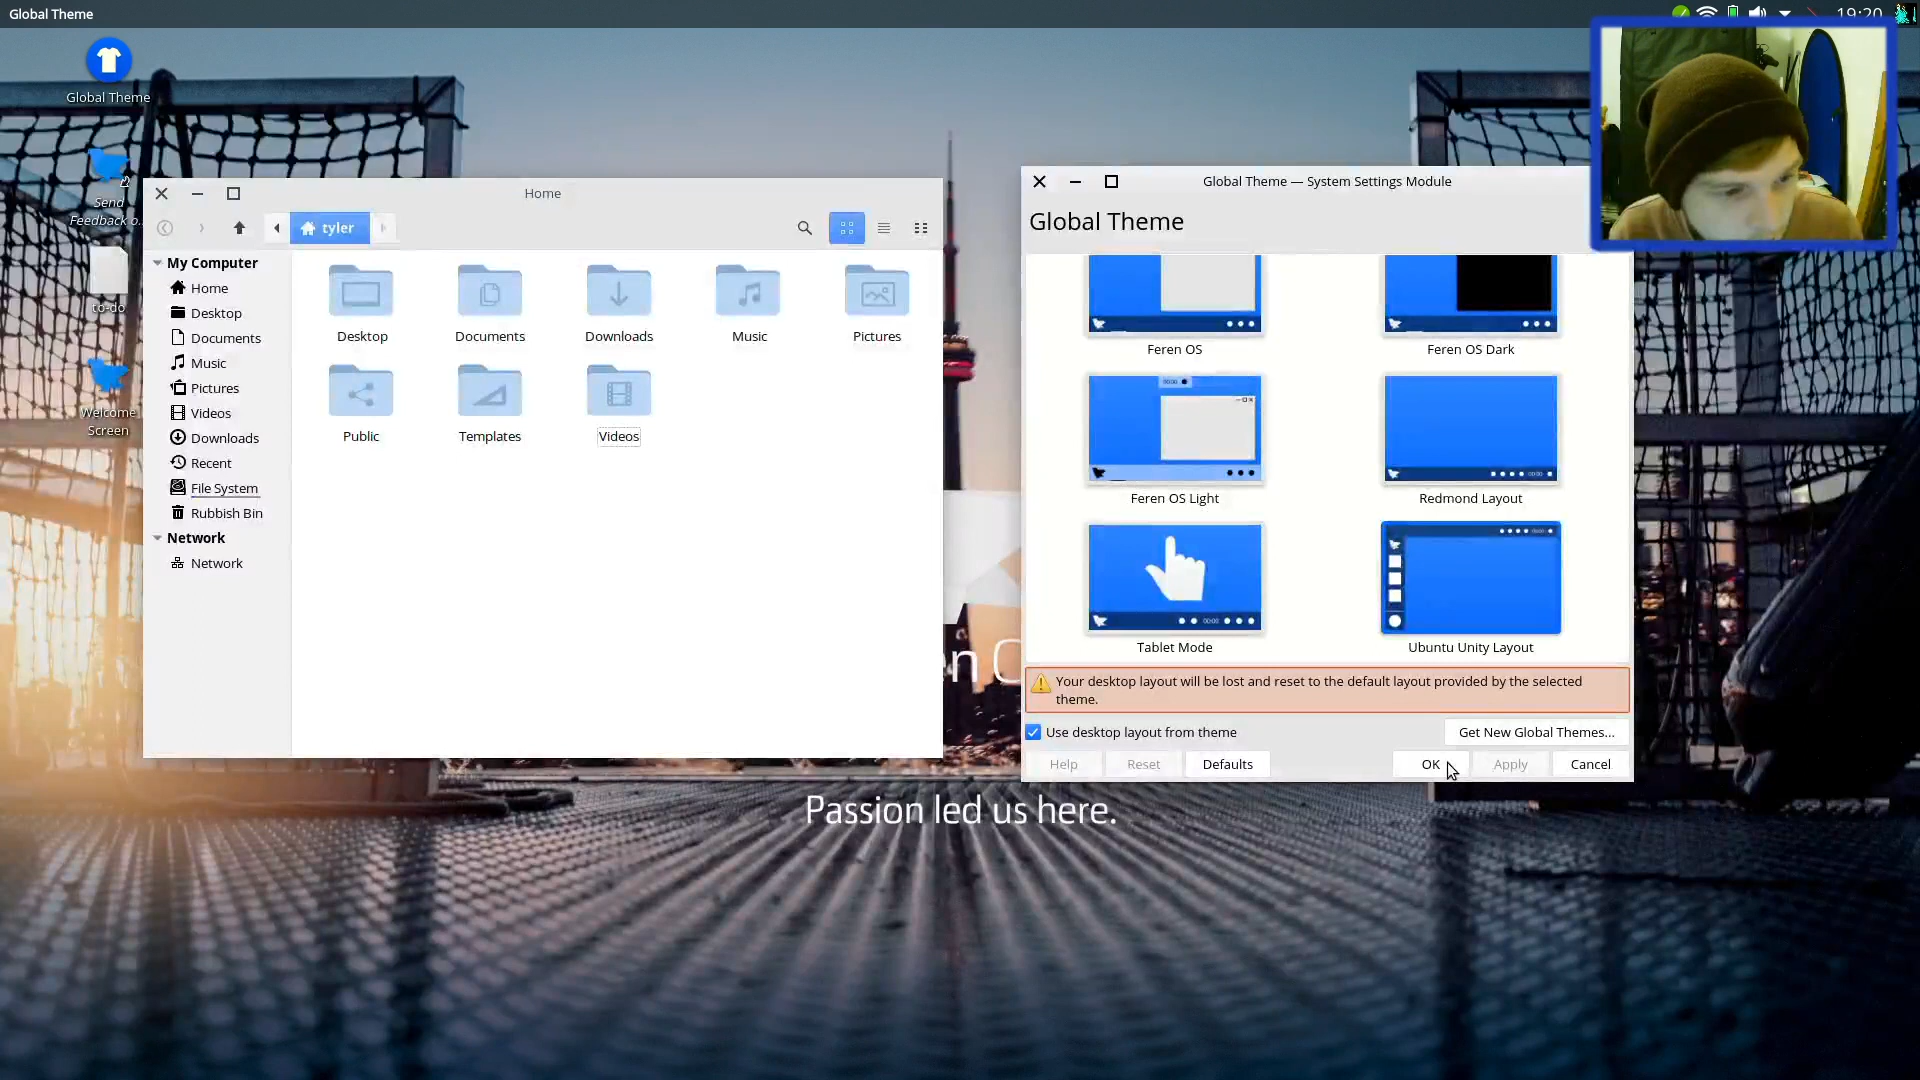 Global Theme
19:20
Global Theme
Send
Feedback o...
to-do
Welcome
Screen
Home
tyler
My Computer
Home
Desktop
Documents
Music
Pictures
Videos
Downloads
Recent
File System
Rubbish Bin
Network
Network
Desktop
Documents
Downloads
Music
Pictures
Public
Templates
Videos
Global Theme — System Settings Module
Global Theme
Feren OS
Feren OS Dark
Feren OS Light
Redmond Layout
Tablet Mode
Ubuntu Unity Layout
Your desktop layout will be lost and reset to the default layout provided by the selected
theme.
Use desktop layout from theme
Get New Global Themes...
Help
Reset
Defaults
OK
Apply
Cancel
Passion led us here.